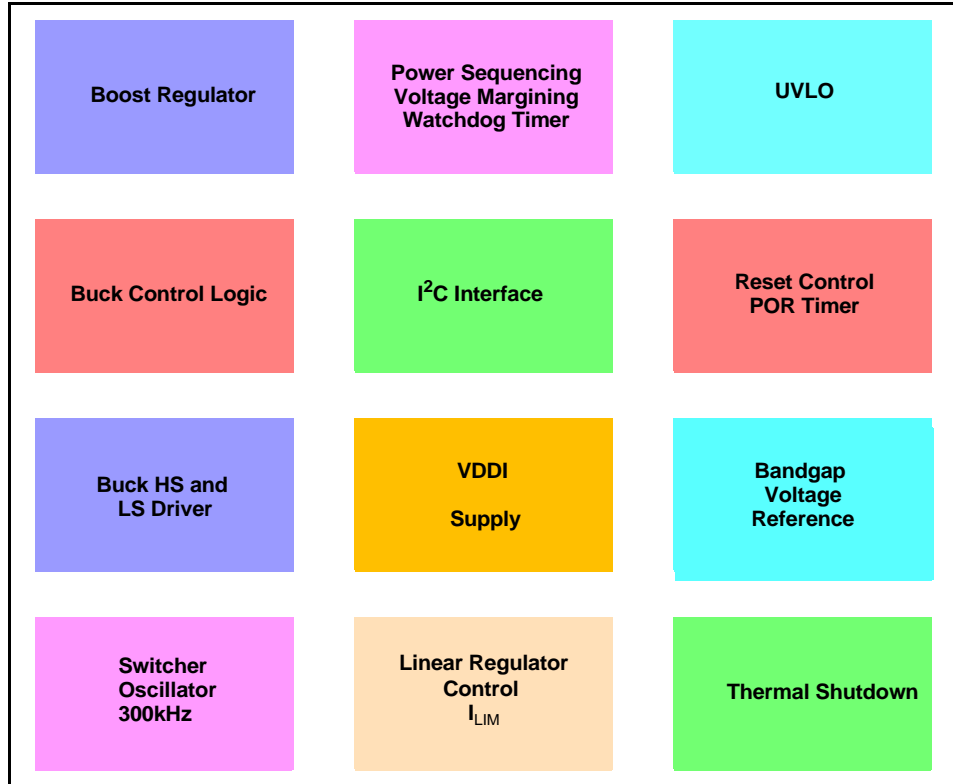 Boost Regulator
Power Sequencing
Voltage Margining
Watchdog Timer
UVLO
Buck Control Logic
I²C Interface
Reset Control
POR Timer
Buck HS and
LS Driver
VDDI
Supply
Bandgap
Voltage
Reference
Switcher
Oscillator
300kHz
Linear Regulator
Control
I_LIM
Thermal Shutdown